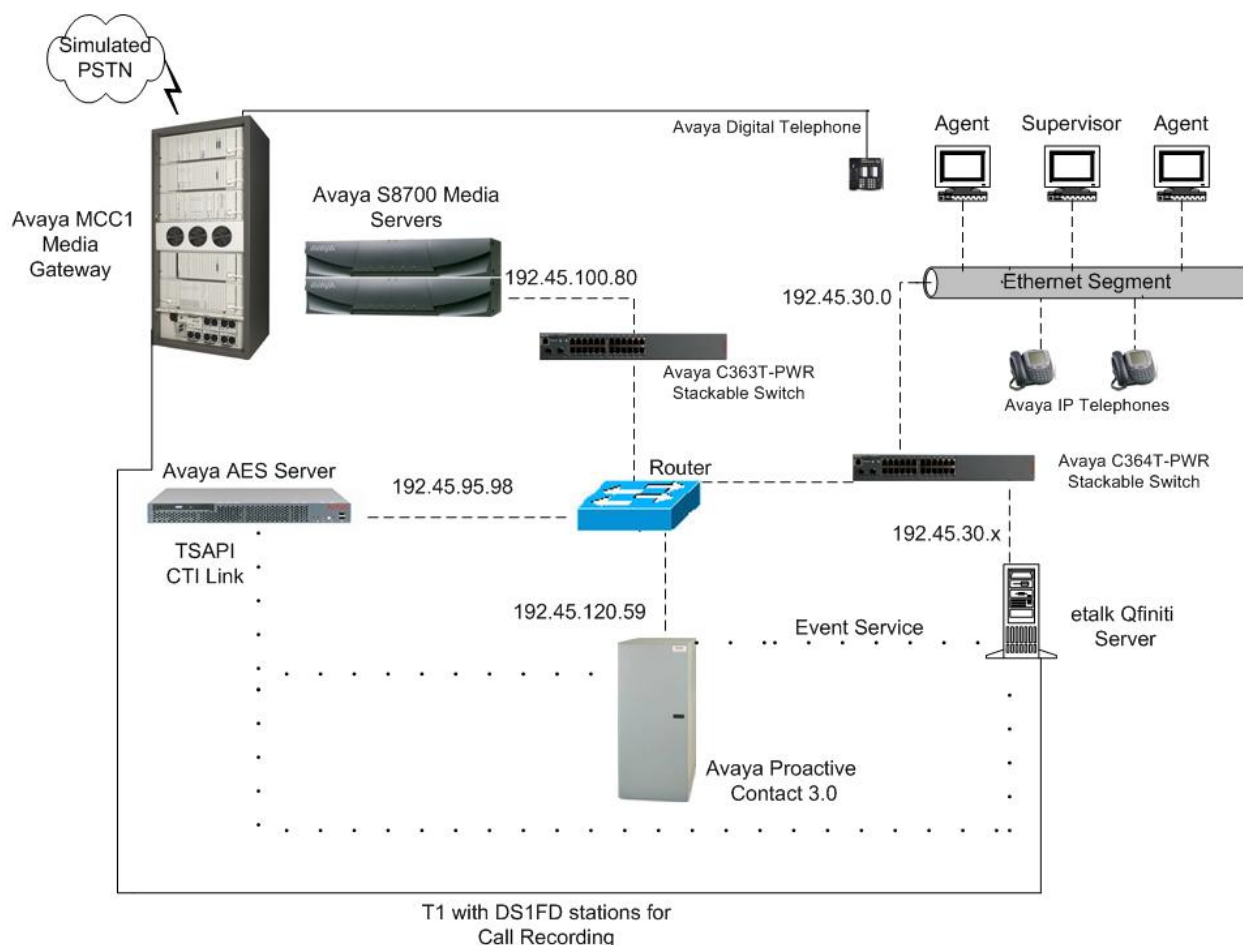 Simulated
PSTN
Avaya Digital Telephone
Agent
Supervisor
Agent
Avaya MCC1
Media
Gateway
Avaya S8700 Media
Servers
192.45.100.80
192.45.30.0
Ethernet Segment
Avaya C363T-PWR
Stackable Switch
Avaya IP Telephones
Avaya AES Server
192.45.95.98
Router
Avaya C364T-PWR
Stackable Switch
TSAPI
CTI Link
192.45.30.x
192.45.120.59
Event Service
etalk Qfiniti
Server
Avaya Proactive
Contact 3.0
T1 with DS1FD stations for
Call Recording